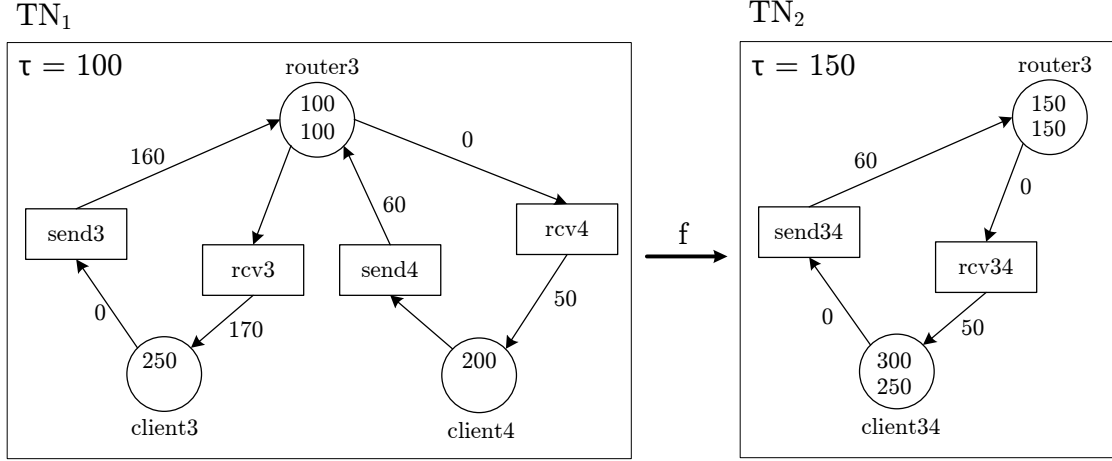 TN₁
τ = 100
router3
100
100
160
0
send3
rcv3
60
send4
rcv4
0
170
50
250
200
client3
client4
f
TN₂
τ = 150
router3
150
150
60
0
send34
rcv34
0
50
300
250
client34